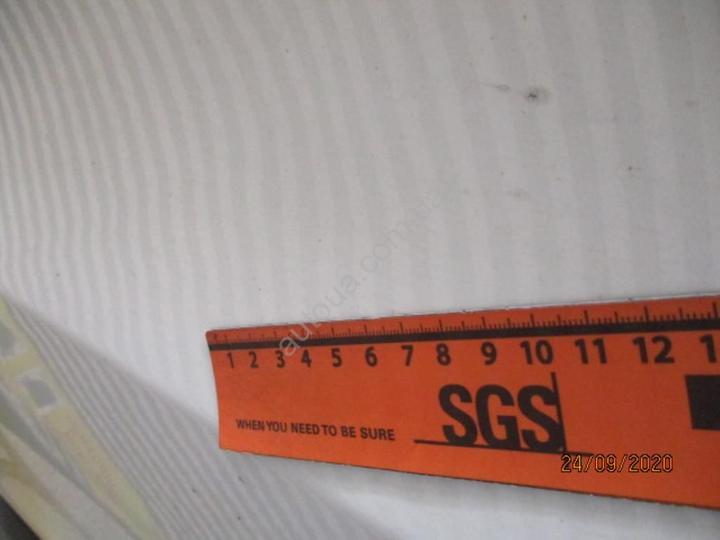 autoua.com.ua
1 2 3 4 5 6 7 8 9 10 11 12 1
WHEN YOU NEED TO BE SURE
SGS
24/09/2020